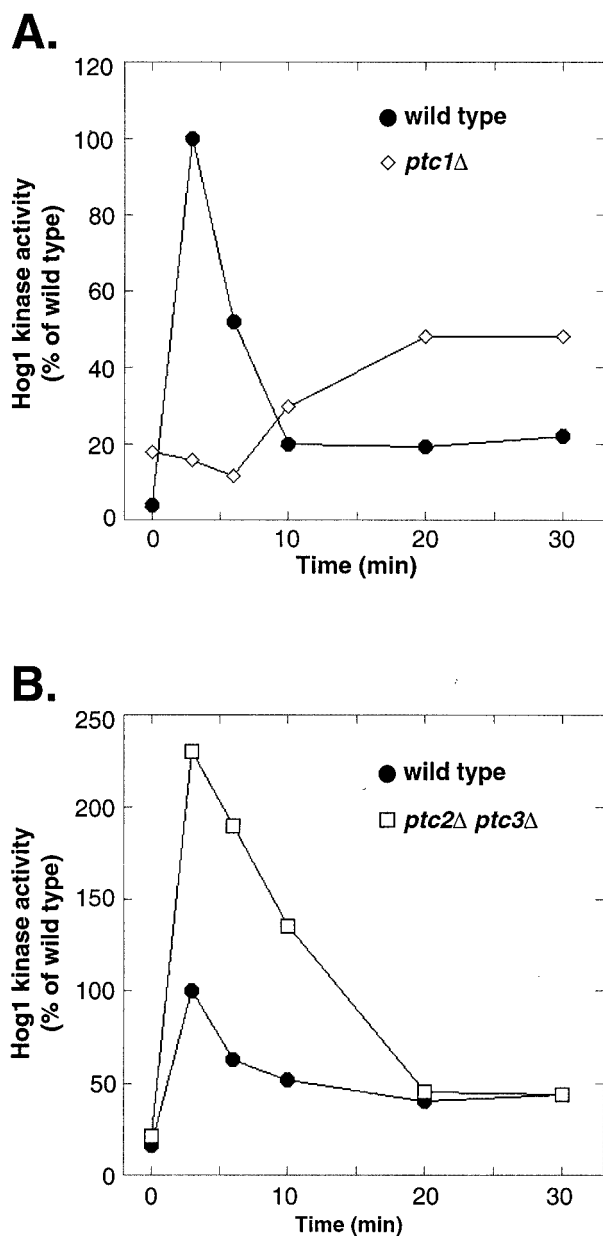 A.
120
100
80
60
40
20
0
Hog1 kinase activity
(% of wild type)
wild type
ptc1Δ
0 10 20 30
Time (min)
B.
250
200
150
100
50
0
Hog1 kinase activity
(% of wild type)
wild type
ptc2Δ ptc3Δ
0 10 20 30
Time (min)